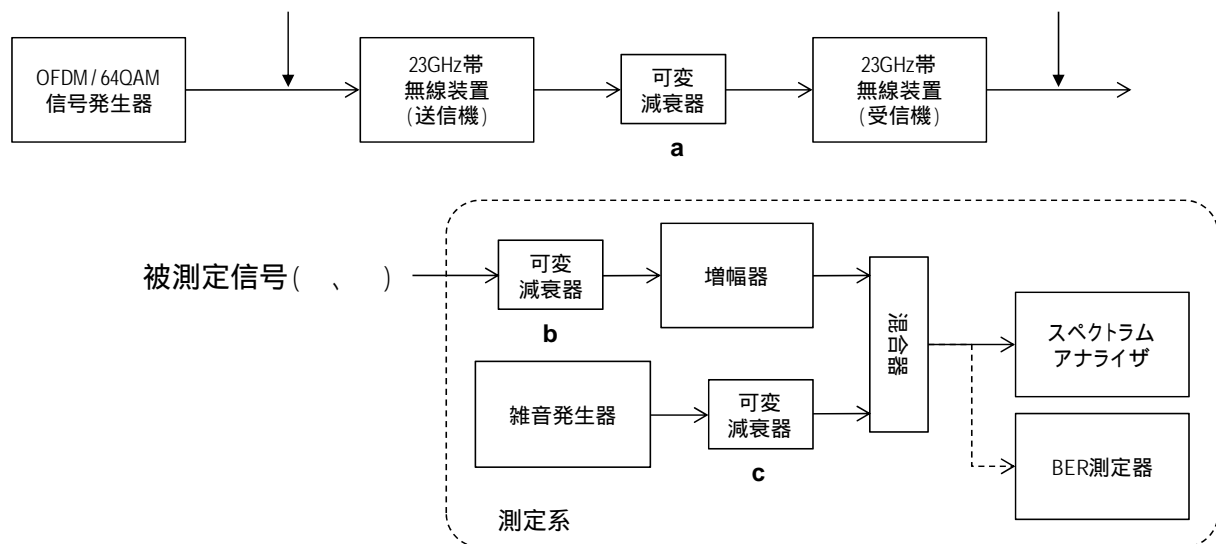 OFDM/64QAM
信号発生器
23GHz帯
無線装置
(送信機)
可変
減衰器
a
23GHz帯
無線装置
(受信機)
被測定信号(　、　)
可変
減衰器
b
増幅器
混合器
スペクトラム
アナライザ
雑音発生器
可変
減衰器
c
BER測定器
測定系